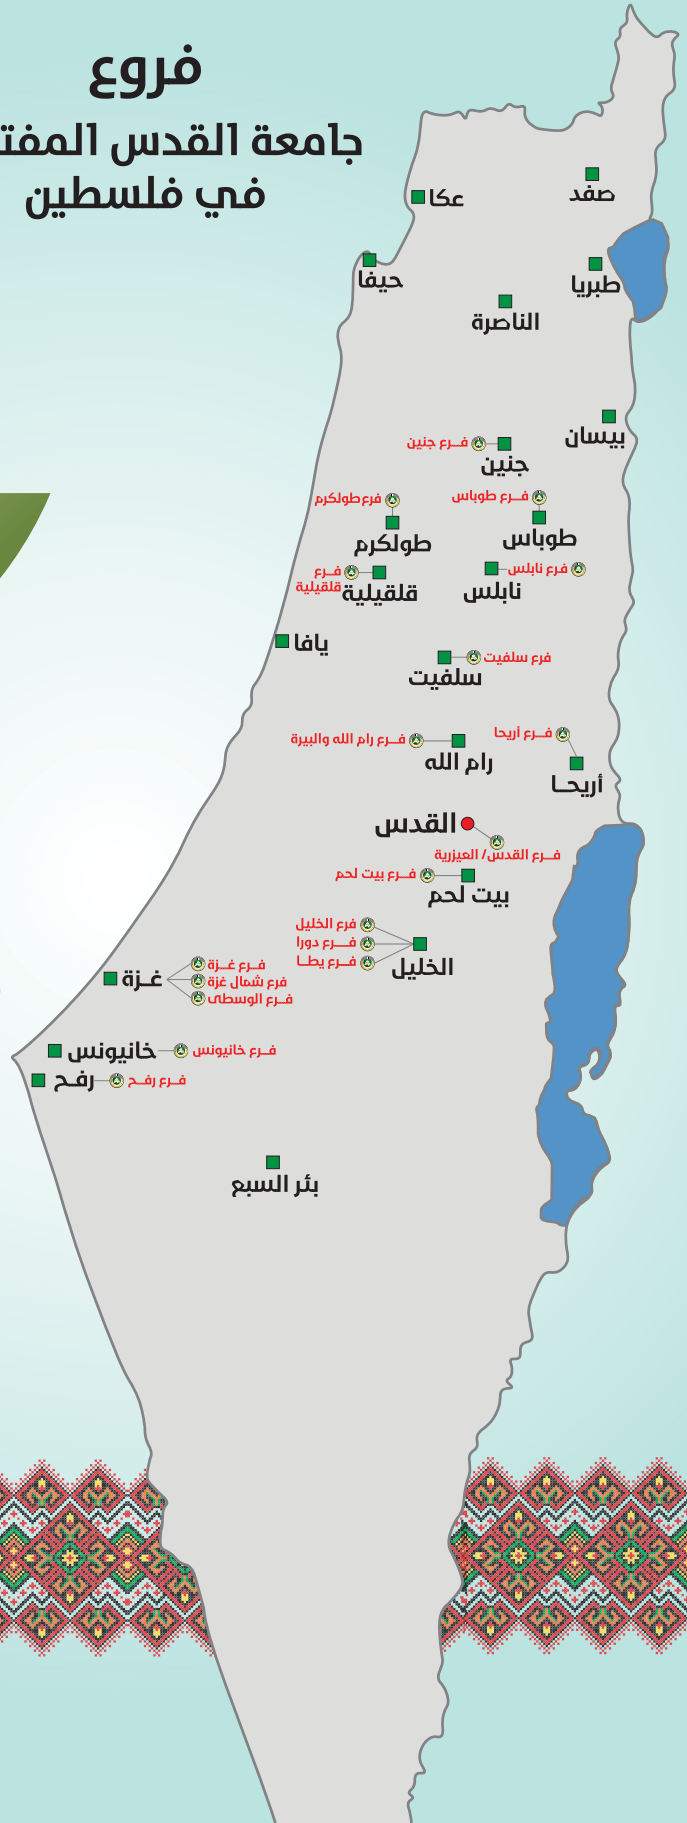 فروع
جامعة القدس المفت
في فلسطين
صفد
عكا
طبريا
حيفا
الناصرة
بيسان
فـرع جنين
جنين
فـرع طوباس
فرع طولكرم
طوباس
طولكرم
فرع نابلس
فـرع
قلقيلية
قلقيلية
نابلس
يافا
فرع سلفيت
سلفيت
فـرع أريحا
فـرع رام الله والبيرة
رام الله
أريحـا
القدس
فـرع القدس/ العيزرية
فـرع بيت لحم
بيت لحم
فرع الخليل
فـرع دورا
فـرع يطـا
الخليل
فـرع غـزة
فرع شمال غزة
فـرع الوسطى
غـزة
فـرع خانيونس
خانيونس
فـرع رفـح
رفـح
بئر السبع